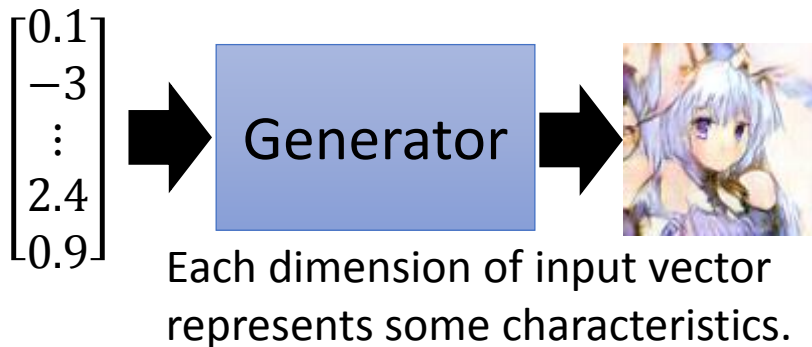 0.1
−3
⋮
2.4
0.9
Generator
Each dimension of input vector
represents some characteristics.